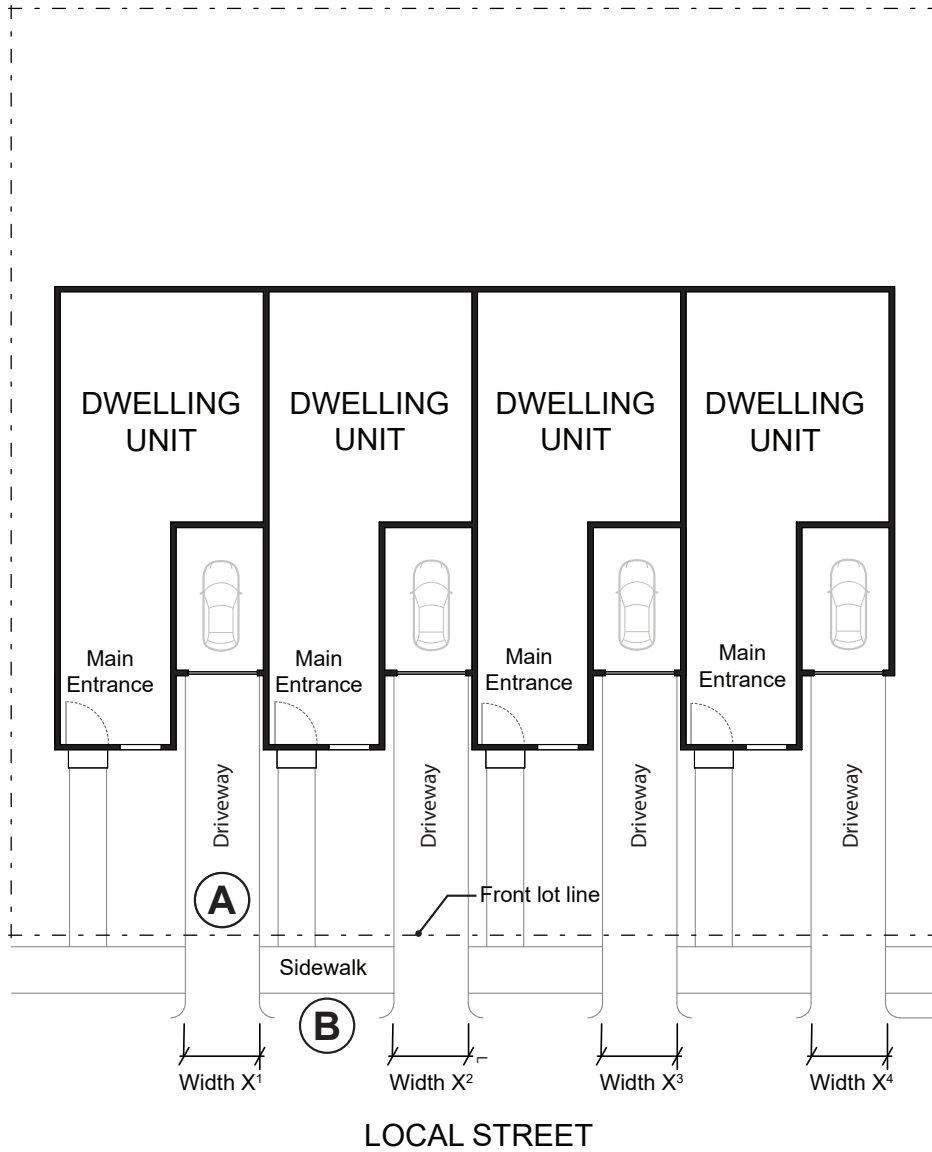 DWELLING
UNIT
DWELLING
UNIT
DWELLING
UNIT
DWELLING
UNIT
Main
Entrance
Main
Entrance
Main
Entrance
Main
Entrance
Driveway
Driveway
Driveway
Driveway
A
Front lot line
Sidewalk
B
Width X¹
Width X²
Width X³
Width X⁴
LOCAL STREET